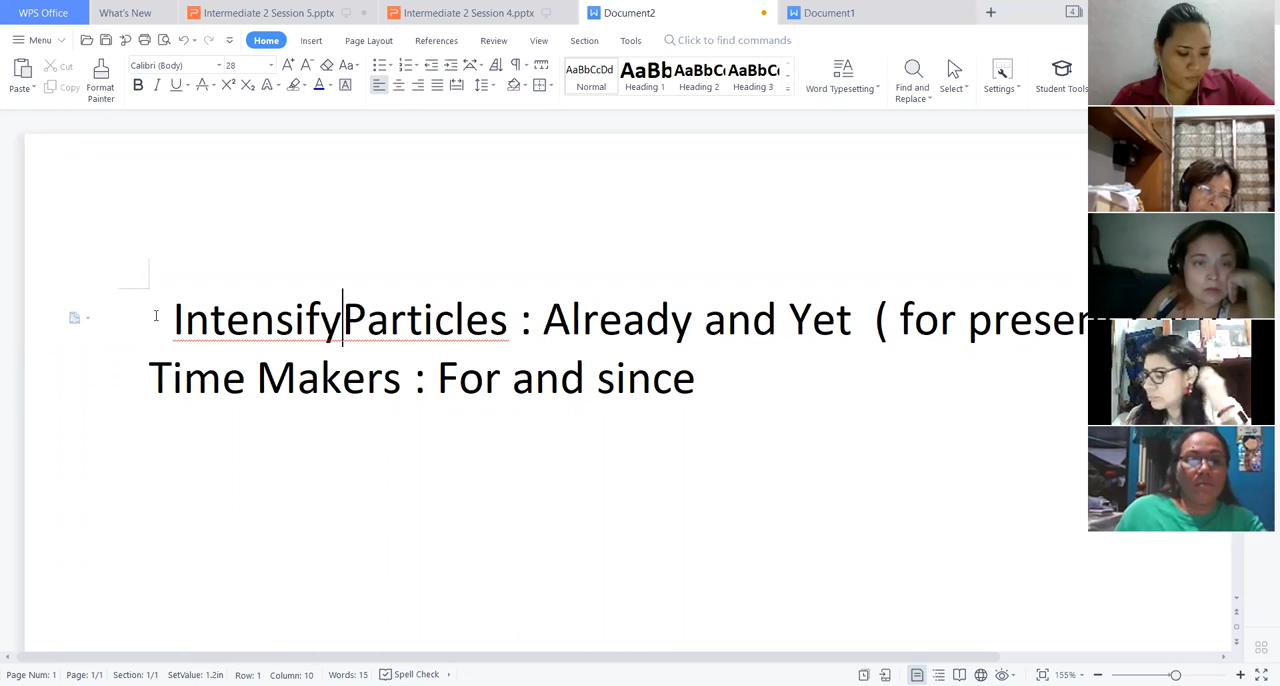 WPS Office What's New Intermediate 2 Session 5.pptx Intermediate 2 Session 4.pptx Document2 Document1 4
Menu Home Insert Page Layout References Review View Section Tools Click to find commands
Paste Cut Copy Format Painter Calibri (Body) 28 AaBbCcDd Normal AaBb Heading 1 AaBbC Heading 2 AaBbC Heading 3 Word Typesetting Find and Replace Select Settings Student Tools
IntensifyParticles : Already and Yet ( for present
Time Makers : For and since
Page Num: 1 Page: 1/1 Section: 1/1 SetValue: 1.2in Row: 1 Column: 10 Words: 15 Spell Check 155%